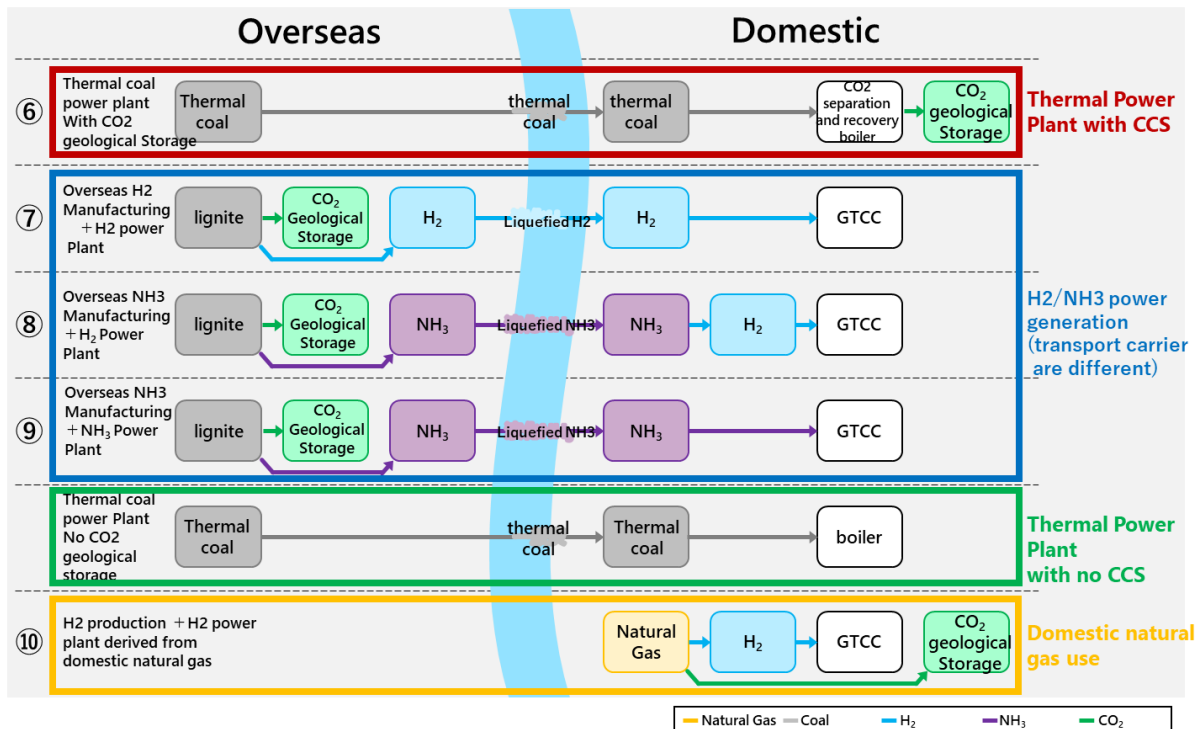 Overseas
Domestic
⑥
Thermal coal
power plant
With CO2
geological Storage
Thermal
coal
thermal
coal
thermal
coal
CO2
separation
and recovery
boiler
CO₂
geological
Storage
Thermal Power
Plant with CCS
⑦
Overseas H2
Manufacturing
+H2 power
Plant
lignite
CO₂
Geological
Storage
H₂
Liquefied H2
H₂
GTCC
⑧
Overseas NH3
Manufacturing
+H₂ Power
Plant
lignite
CO₂
Geological
Storage
NH₃
Liquefied NH3
NH₃
H₂
GTCC
H2/NH3 power
generation
(transport carrier
are different)
⑨
Overseas NH3
Manufacturing
+NH₃ Power
Plant
lignite
CO₂
Geological
Storage
NH₃
Liquefied NH3
NH₃
GTCC
Thermal coal
power Plant
No CO2
geological
storage
Thermal
coal
thermal
coal
Thermal
coal
boiler
Thermal Power
Plant
with no CCS
⑩
H2 production +H2 power
plant derived from
domestic natural gas
Natural
Gas
H₂
GTCC
CO₂
geological
Storage
Domestic natural
gas use
Natural Gas
Coal
H₂
NH₃
CO₂